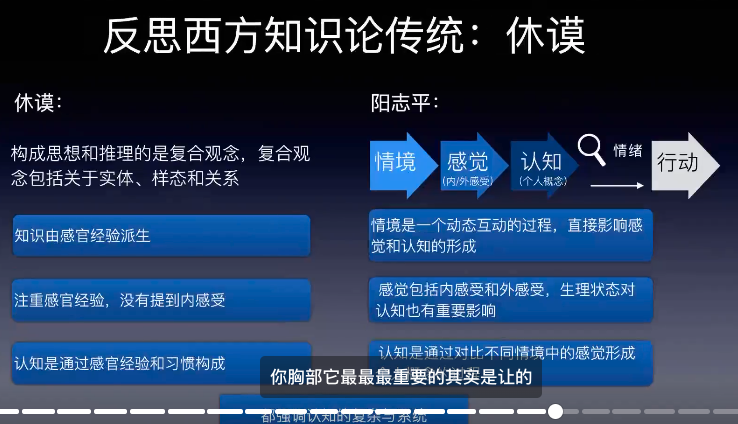 反思西方知识论传统：休谟
休谟：
构成思想和推理的是复合观念，复合观
念包括关于实体、样态和关系
知识由感官经验派生
注重感官经验，没有提到内感受
认知是通过感官经验和习惯构成
阳志平：
情境
感觉
(内/外感受)
认知
(个人概念)
情绪
行动
情境是一个动态互动的过程，直接影响感
觉和认知的形成
感觉包括内感受和外感受，生理状态对
认知也有重要影响
认知是通过对比不同情境中的感觉形成
你胸部它最最最重要的其实是让的
都强调认知的复杂与系统